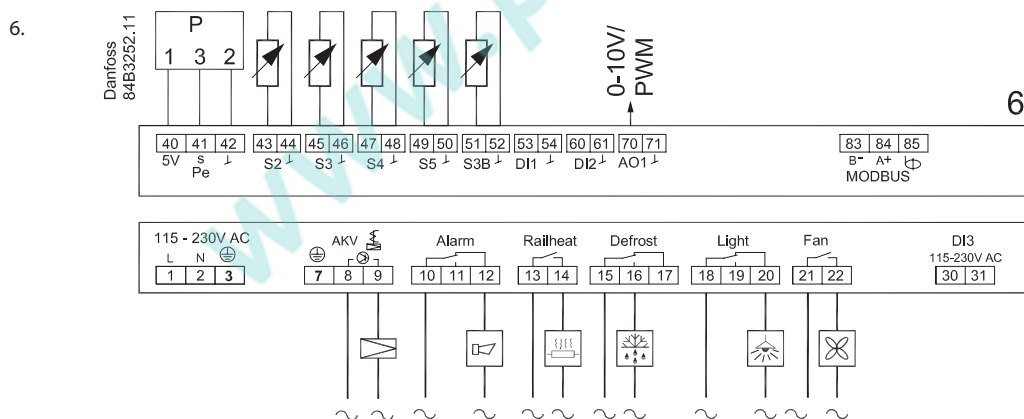 6.
Danfoss
84B3252.11
P
1 3 2
0-10V/
PWM
6
40 41 42 43 44 45 46 47 48 49 50 51 52 53 54 60 61 70 71 83 84 85
5V s ⊥ S2 ⊥ S3 ⊥ S4 ⊥ S5 ⊥ S3B ⊥ DI1 ⊥ DI2 ⊥ AO1 ⊥ B- A+
Pe MODBUS
115 - 230V AC AKV Alarm Railheat Defrost Light Fan DI3
L N 115-230V AC
1 2 3 7 8 9 10 11 12 13 14 15 16 17 18 19 20 21 22 30 31
www.p